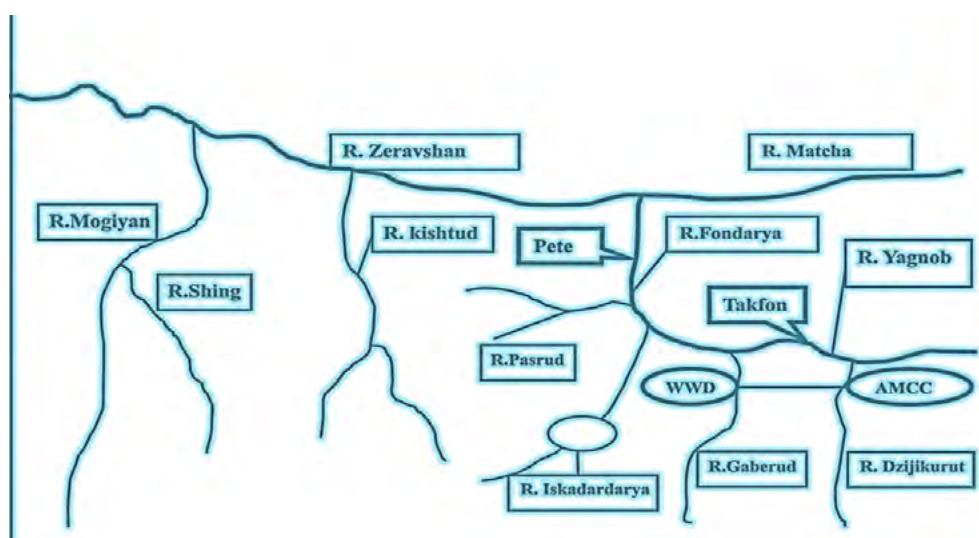 R. Zeravshan
R. Matcha
R.Mogiyan
R. kishtud
Pete
R.Fondarya
R. Yagnob
R.Shing
Takfon
R.Pasrud
WWD
AMCC
R. Iskadardarya
R.Gaberud
R. Dzijikurut